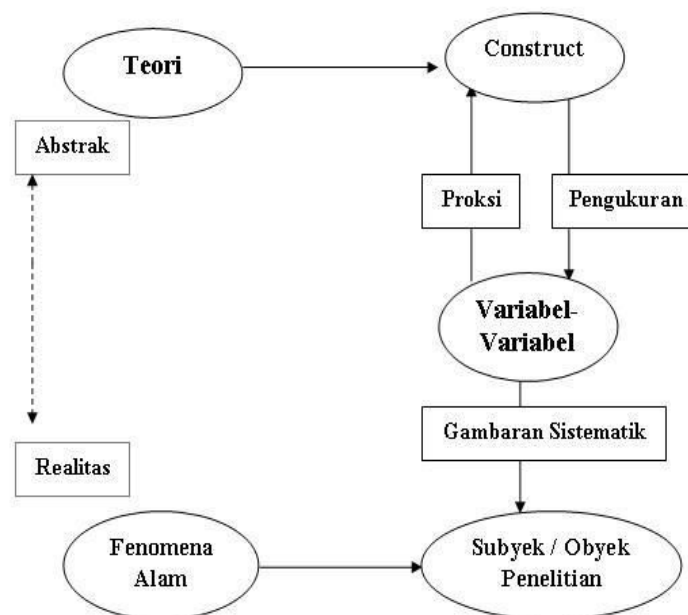 Teori
Construct
Abstrak
Proksi
Pengukuran
Variabel-
Variabel
Gambaran Sistematik
Realitas
Fenomena
Alam
Subyek / Obyek
Penelitian